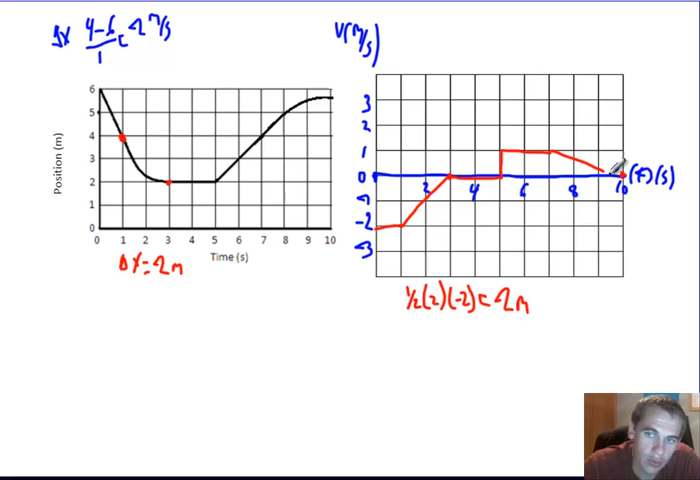 Δx 4-6/1 = -2 m/s
V(m/s)
Position (m)
6
5
4
3
2
1
0
0 1 2 3 4 5 6 7 8 9 10
Time (s)
Δx = -2m
3
2
1
0
-1
-2
-3
2 4 6 8 10
(t)(s)
1/2(2)(-2) = -2m